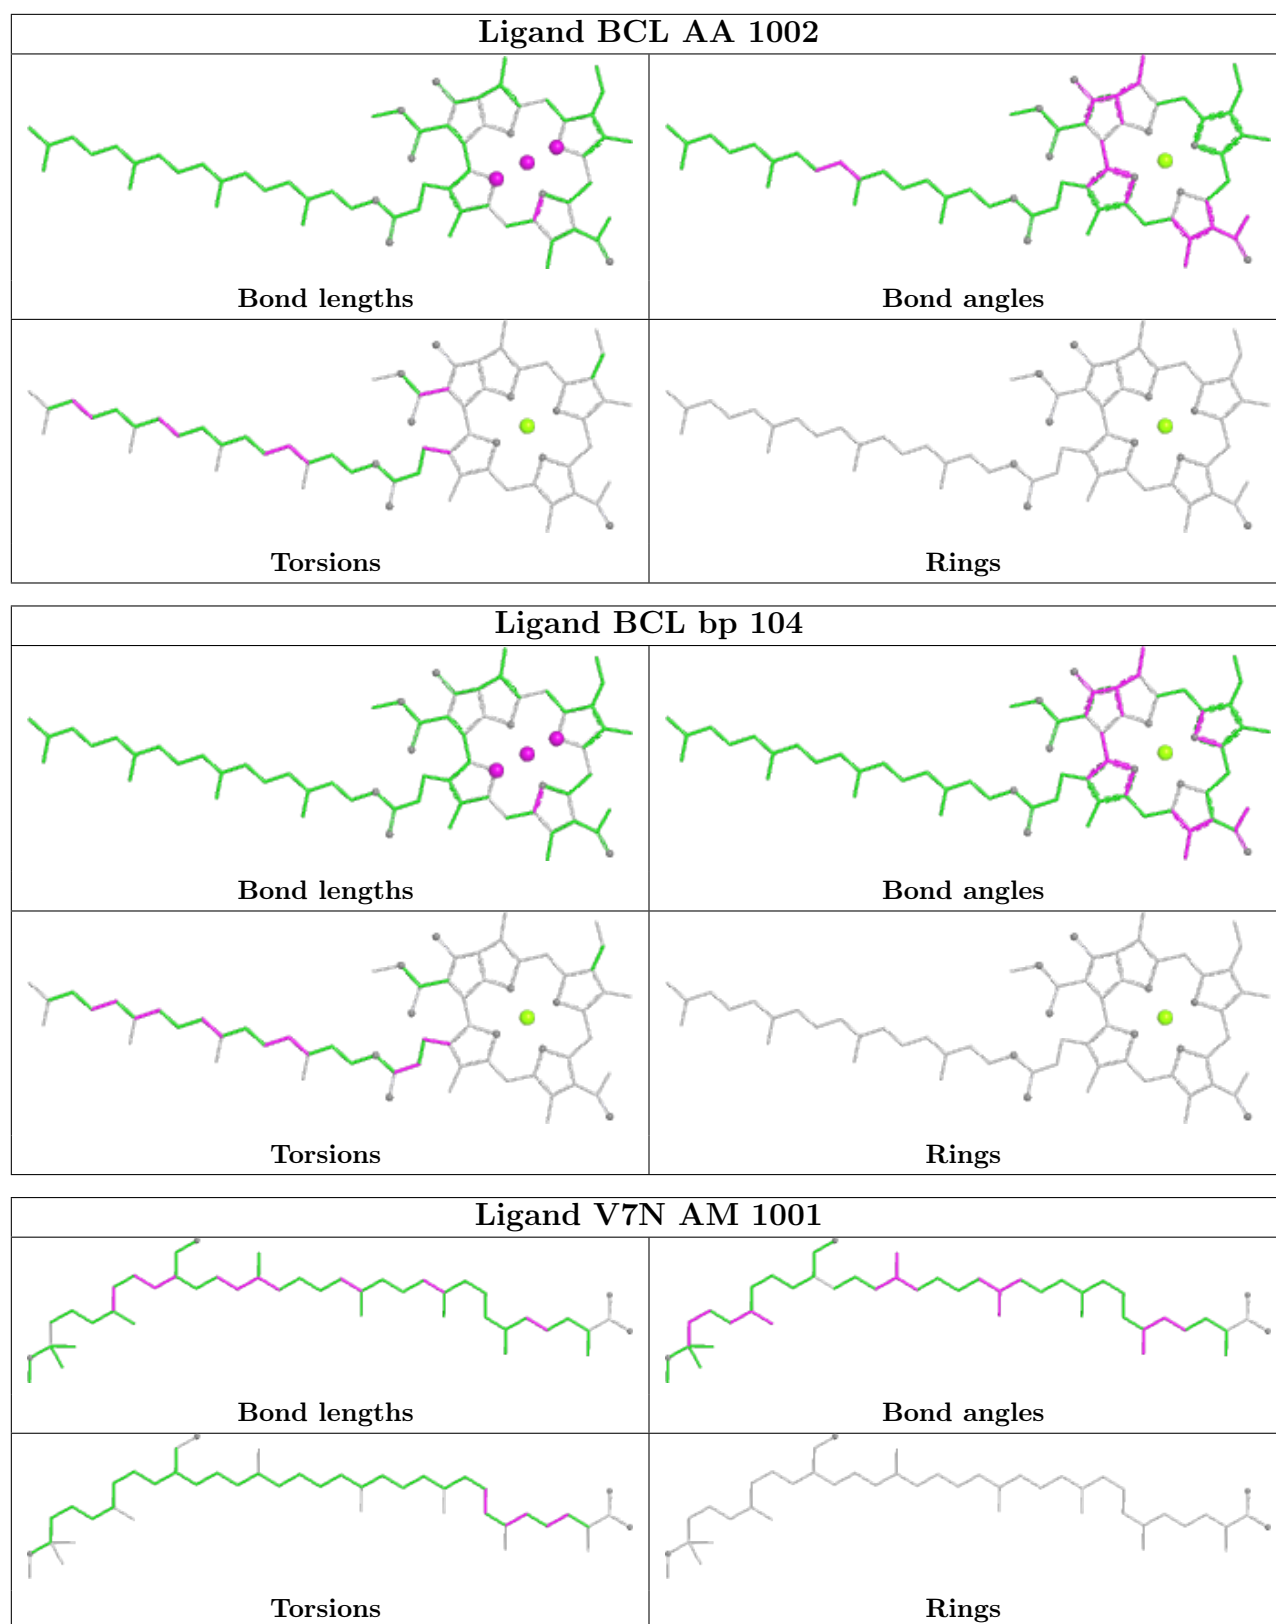 Ligand BCL AA 1002
Bond lengths
Bond angles
Torsions
Rings
Ligand BCL bp 104
Bond lengths
Bond angles
Torsions
Rings
Ligand V7N AM 1001
Bond lengths
Bond angles
Torsions
Rings